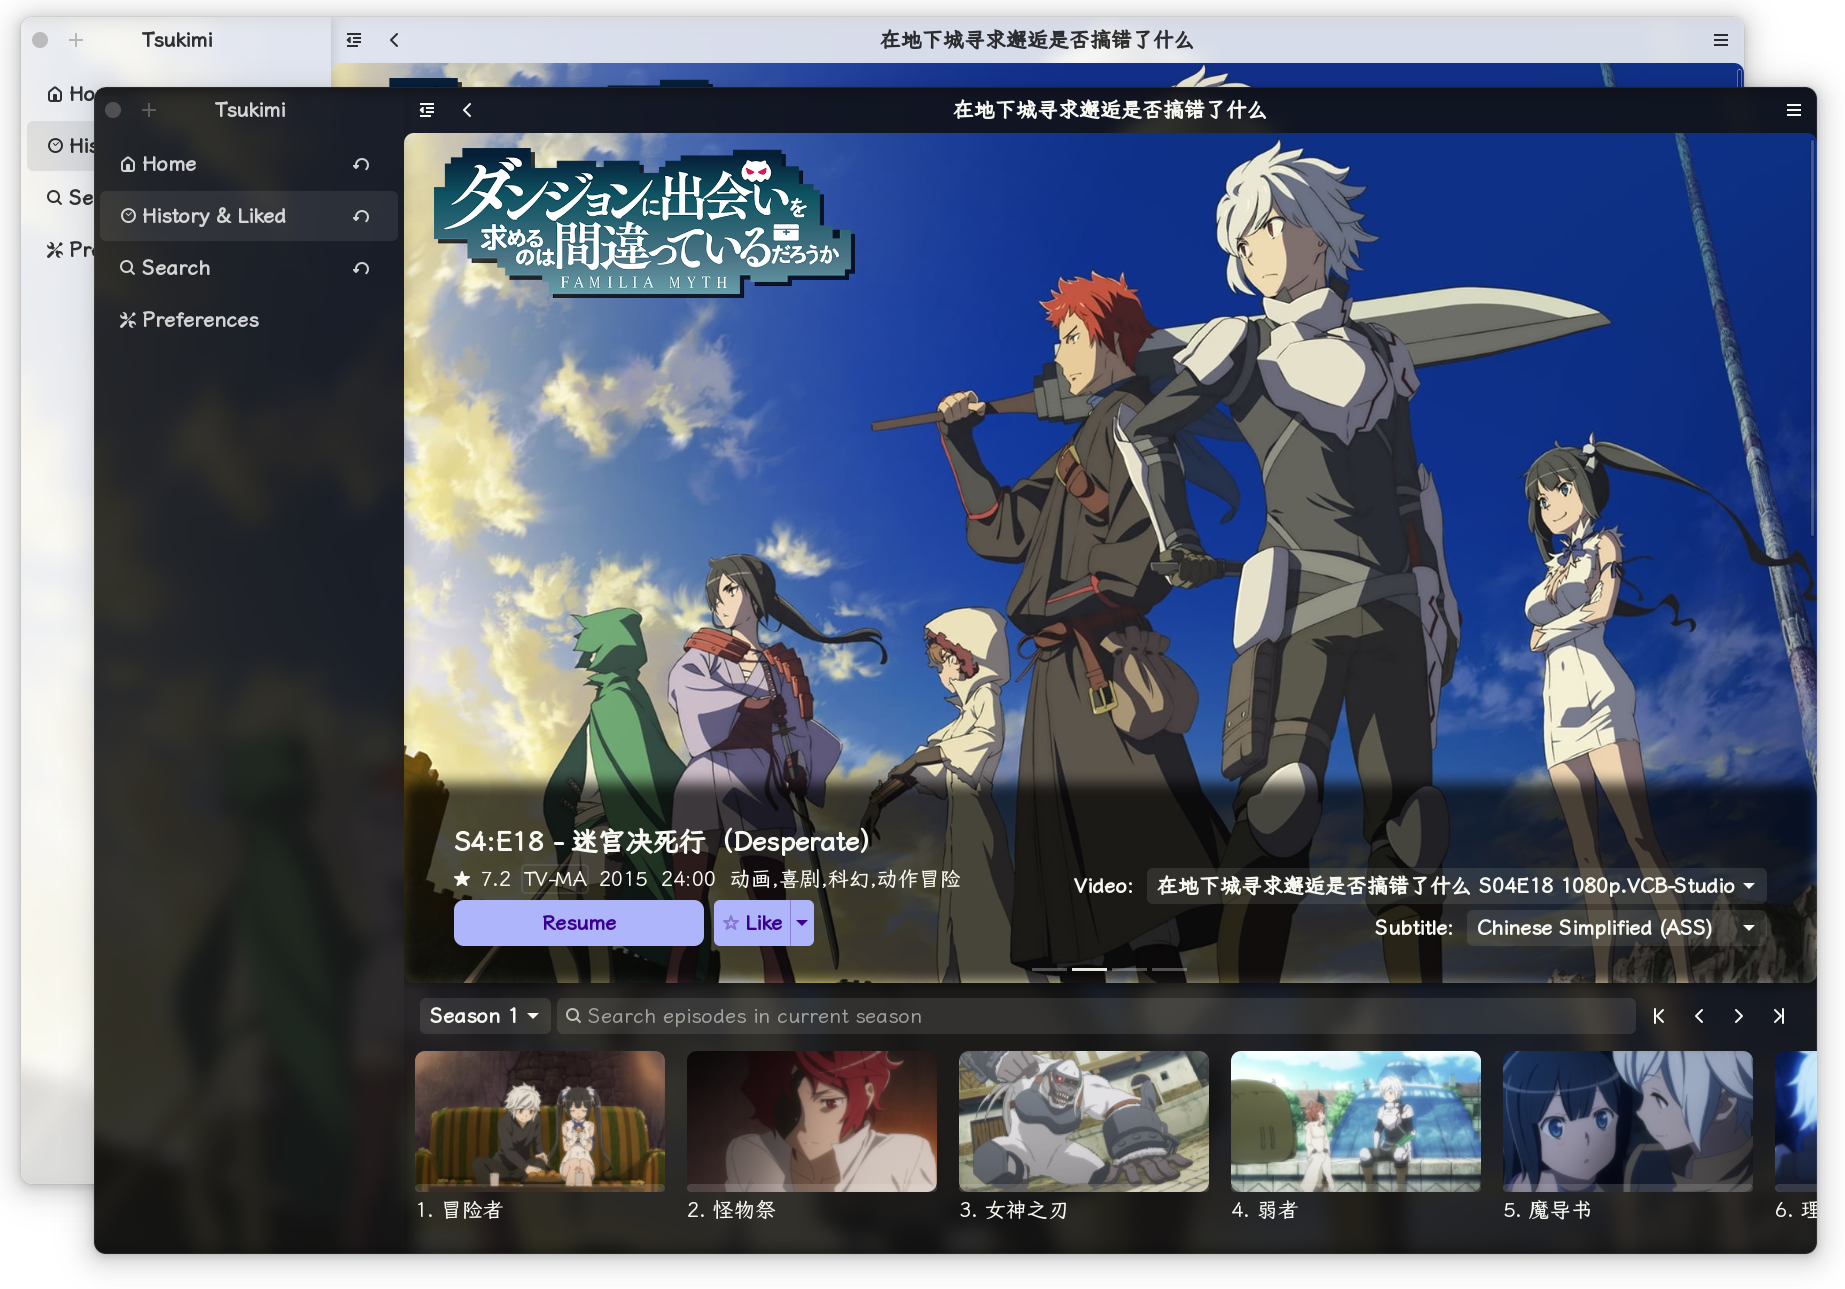 Tsukimi
在地下城寻求邂逅是否搞错了什么
Ho
His
Se
Pre
Tsukimi
在地下城寻求邂逅是否搞错了什么
Home
History & Liked
Search
Preferences
ダンジョンに出会いを
求めるのは間違っているだろうか
FAMILIA MYTH
S4:E18 - 迷宫决死行（Desperate）
7.2 TV-MA 2015 24:00 动画,喜剧,科幻,动作冒险
Resume
Like
Video: 在地下城寻求邂逅是否搞错了什么 S04E18 1080p.VCB-Studio
Subtitle: Chinese Simplified (ASS)
Season 1
Search episodes in current season
1. 冒险者
2. 怪物祭
3. 女神之刃
4. 弱者
5. 魔导书
6. 理